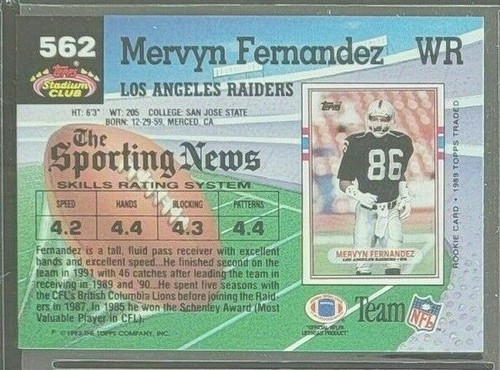 562
Mervyn Fernandez WR
Topps
Stadium
CLUB
LOS ANGELES RAIDERS
HT: 6'3" WT: 205 COLLEGE: SAN JOSE STATE
BORN: 12-29-59, MERCED, CA
The
Sporting News
SKILLS RATING SYSTEM
SPEED HANDS BLOCKING PATTERNS
4.2 4.4 4.3 4.4
Fernandez is a tall, fluid pass receiver with excellent
hands and excellent speed...He finished second on the
team in 1991 with 46 catches after leading the team in
receiving in 1989 and '90...He spent five seasons with
the CFL's British Columbia Lions before joining the Raid-
ers in 1987. In 1985 he won the Schenley Award (Most
Valuable Player in CFL).
© 1992 THE TOPPS COMPANY, INC.
Topps
86
MERVYN FERNANDEZ
LOS ANGELES RAIDERS • WR
ROOKIE CARD • 1989 TOPPS TRADED
OFFICIAL NFLPA
LICENSED PRODUCT
Team NFL